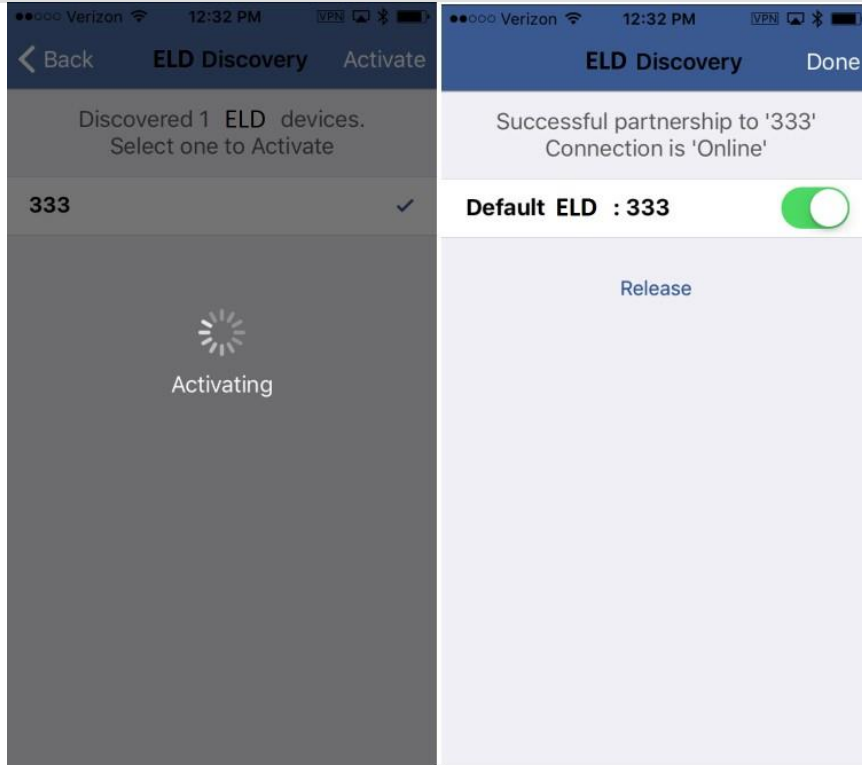 Verizon 12:32 PM VPN
Back ELD Discovery Activate
Discovered 1 ELD devices.
Select one to Activate
333
Activating
Verizon 12:32 PM VPN
ELD Discovery Done
Successful partnership to '333'
Connection is 'Online'
Default ELD : 333
Release